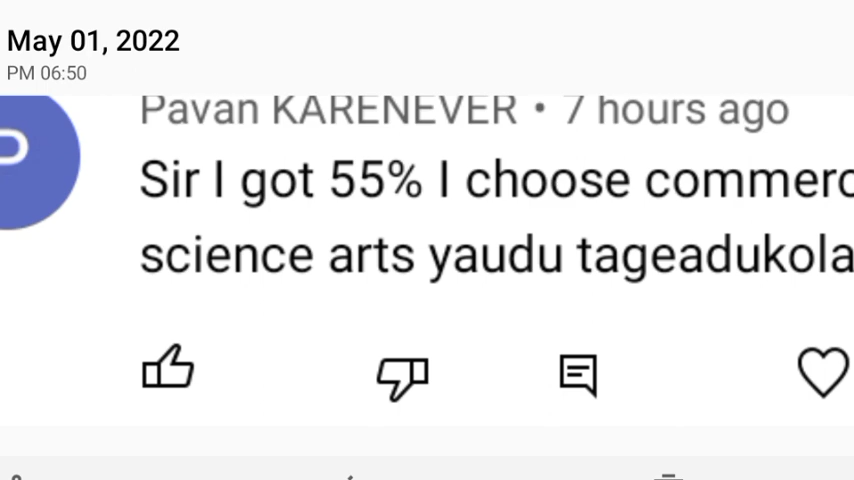 May 01, 2022
PM 06:50
P
Pavan KARENEVER • 7 hours ago
Sir I got 55% I choose commerc
science arts yaudu tageadukola